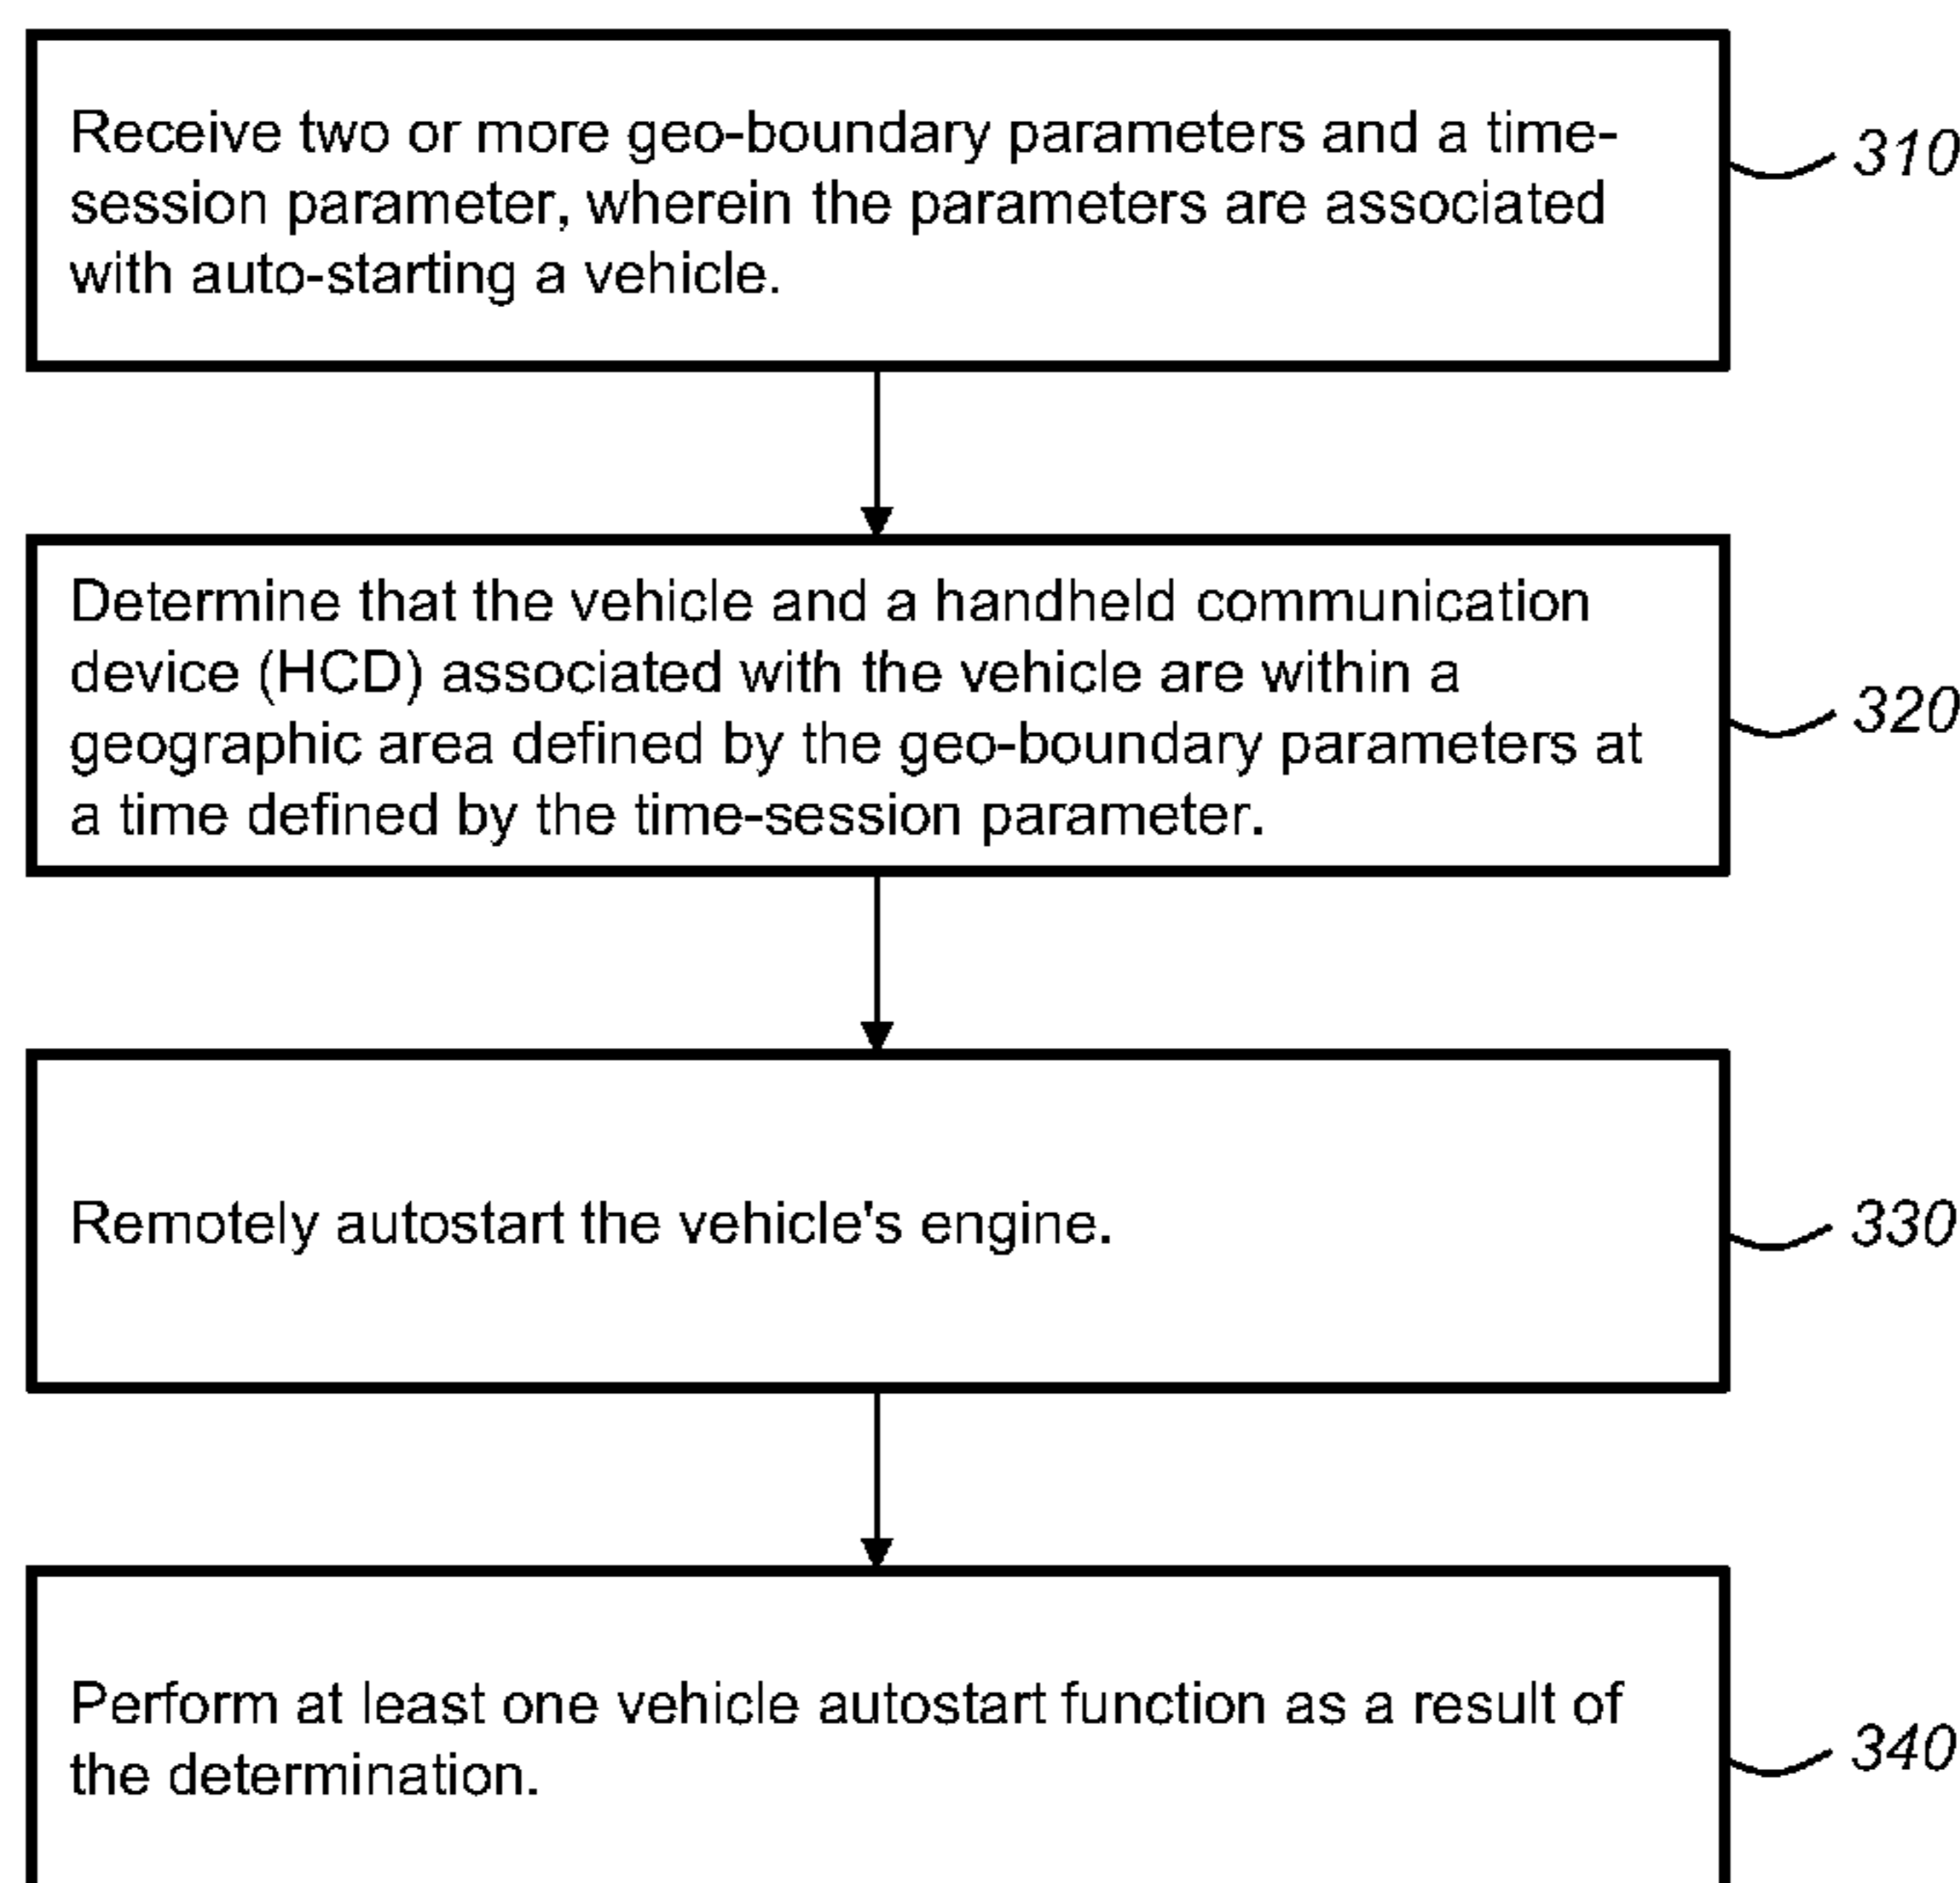 Receive two or more geo-boundary parameters and a time-
session parameter, wherein the parameters are associated
with auto-starting a vehicle.
310
Determine that the vehicle and a handheld communication
device (HCD) associated with the vehicle are within a
geographic area defined by the geo-boundary parameters at
a time defined by the time-session parameter.
320
Remotely autostart the vehicle's engine.
330
Perform at least one vehicle autostart function as a result of
the determination.
340